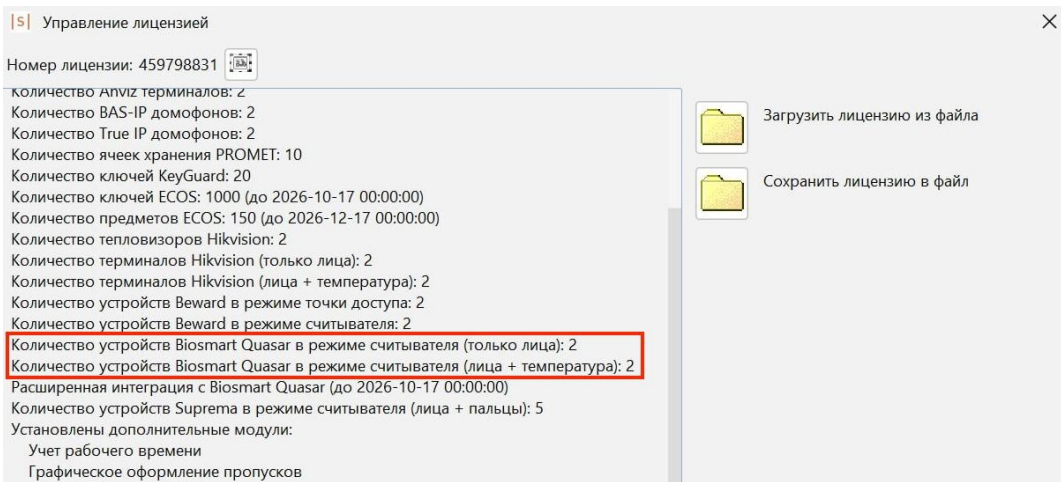 |S| Управление лицензией
Номер лицензии: 459798831
Количество Anviz терминалов: 2
Количество BAS-IP домофонов: 2
Количество True IP домофонов: 2
Количество ячеек хранения PROMET: 10
Количество ключей KeyGuard: 20
Количество ключей ECOS: 1000 (до 2026-10-17 00:00:00)
Количество предметов ECOS: 150 (до 2026-12-17 00:00:00)
Количество тепловизоров Hikvision: 2
Количество терминалов Hikvision (только лица): 2
Количество терминалов Hikvision (лица + температура): 2
Количество устройств Beward в режиме точки доступа: 2
Количество устройств Beward в режиме считывателя: 2
Количество устройств Biosmart Quasar в режиме считывателя (только лица): 2
Количество устройств Biosmart Quasar в режиме считывателя (лица + температура): 2
Расширенная интеграция с Biosmart Quasar (до 2026-10-17 00:00:00)
Количество устройств Suprema в режиме считывателя (лица + пальцы): 5
Установлены дополнительные модули:
Учет рабочего времени
Графическое оформление пропусков
Загрузить лицензию из файла
Сохранить лицензию в файл